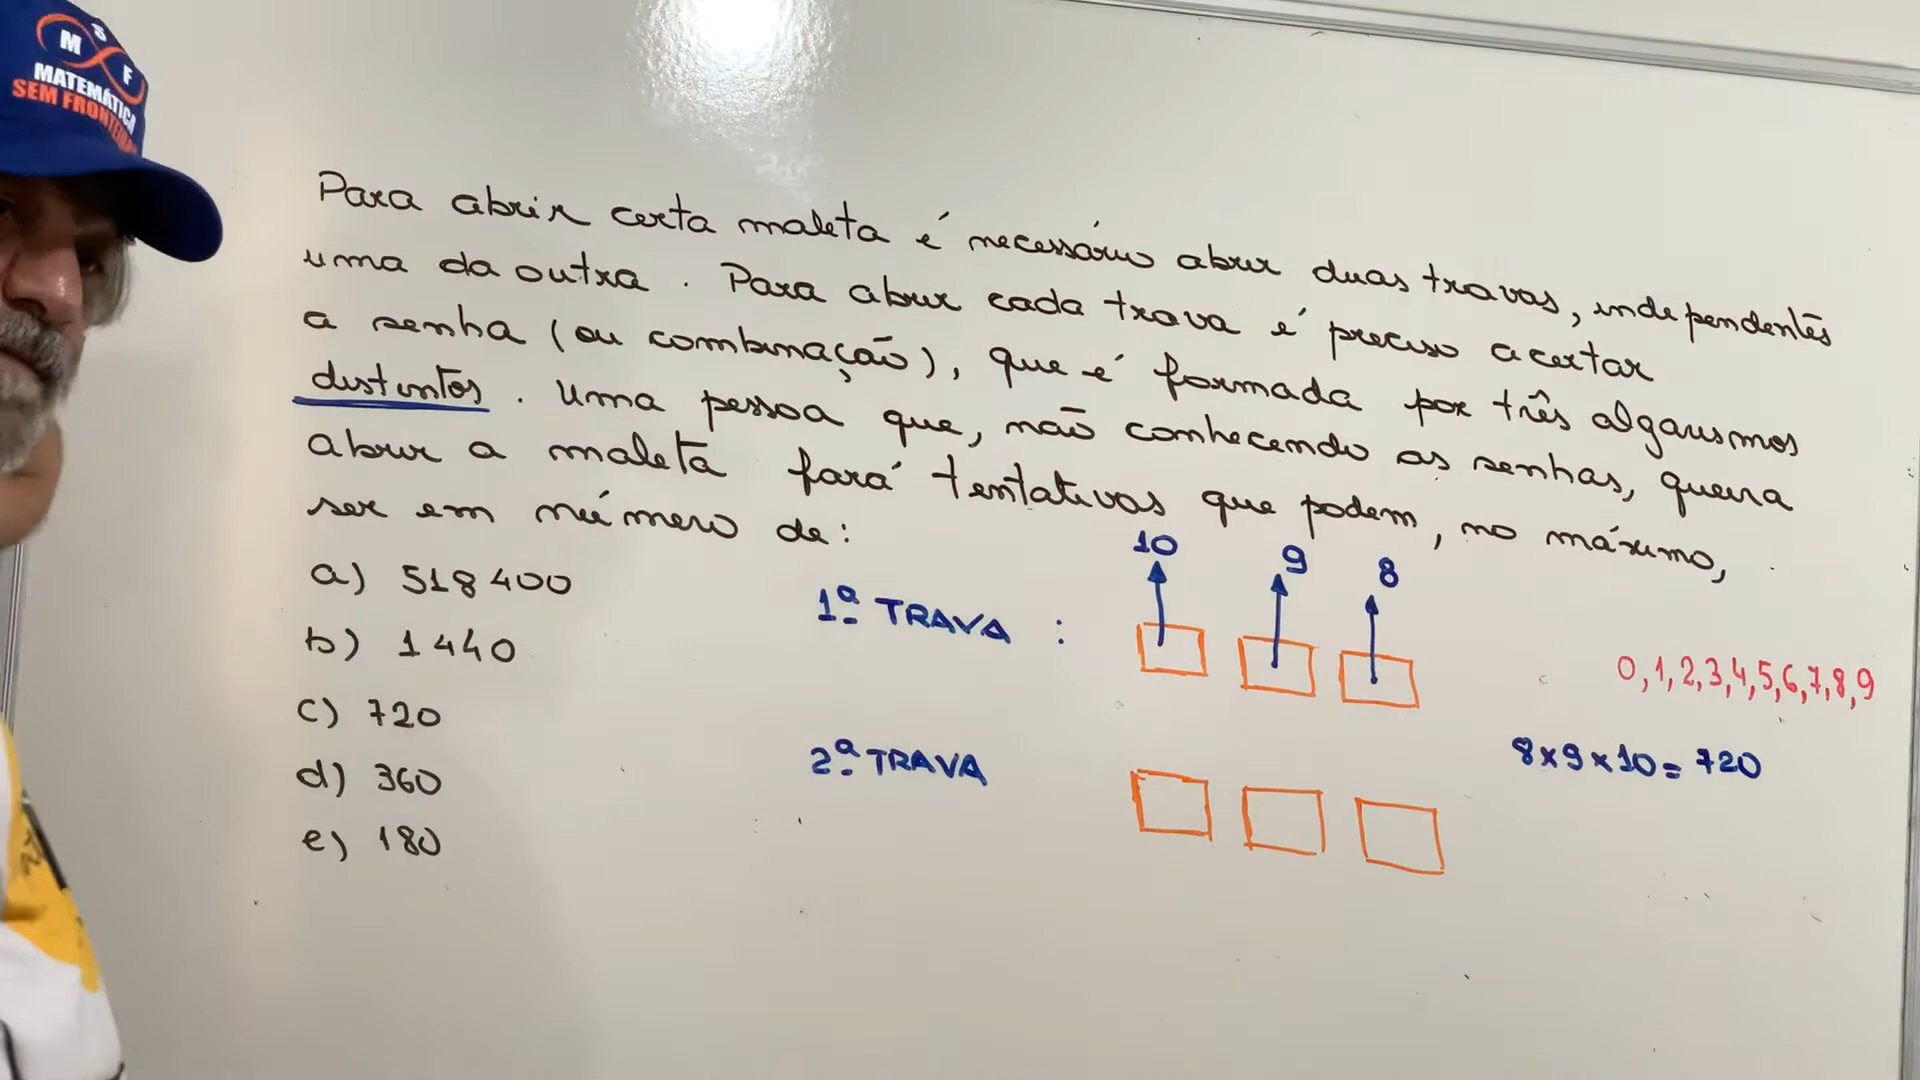 M S F
MATEMÁTICA
SEM FRONTEIRAS
Para abrir certa maleta é necessário abrir duas travas, independentes
uma da outra. Para abrir cada trava é preciso acertar
a senha (ou combinação), que é formada por três algarismos
distintos. Uma pessoa que, não conhecendo as senhas, queira
abrir a maleta fará tentativas que podem, no máximo,
ser em número de:
a) 518400
b) 1440
c) 720
d) 360
e) 180
10 9 8
1ª TRAVA :
0,1,2,3,4,5,6,7,8,9
2ª TRAVA
8x9x10= 720